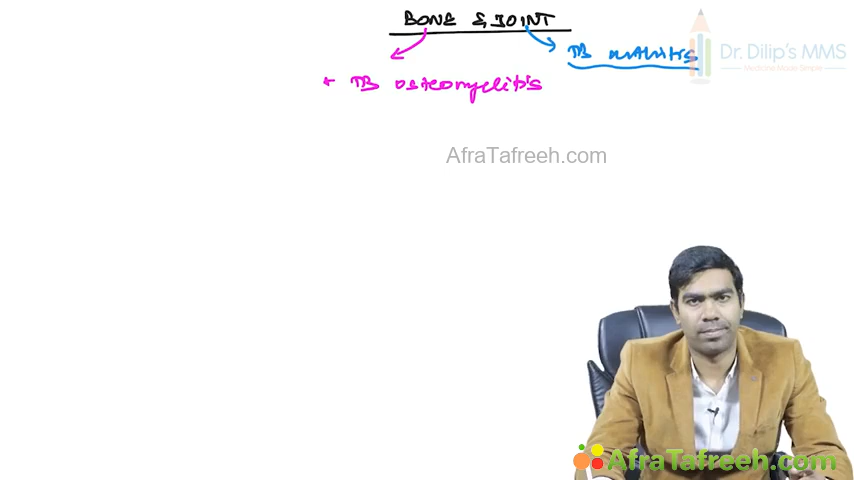 BONE & JOINT
TB arthritis
* TB osteomyelitis
Dr. Dilip's MMS
Medicine Made Simple
AfraTafreeh.com
AfraTafreeh.com